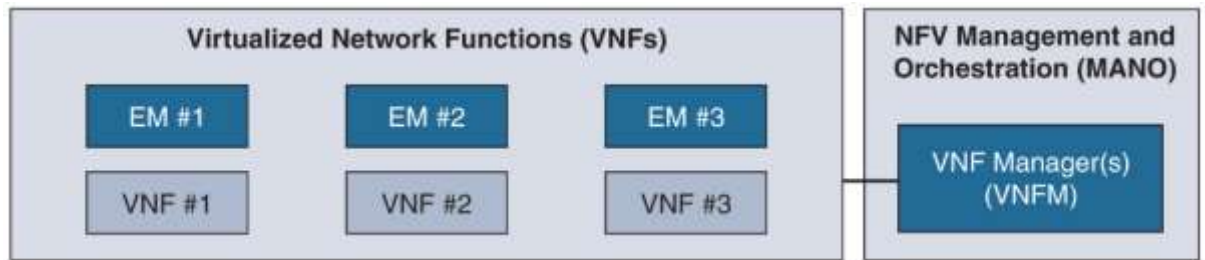 Virtualized Network Functions (VNFs)
EM #1
EM #2
EM #3
VNF #1
VNF #2
VNF #3
NFV Management and
Orchestration (MANO)
VNF Manager(s)
(VNFM)